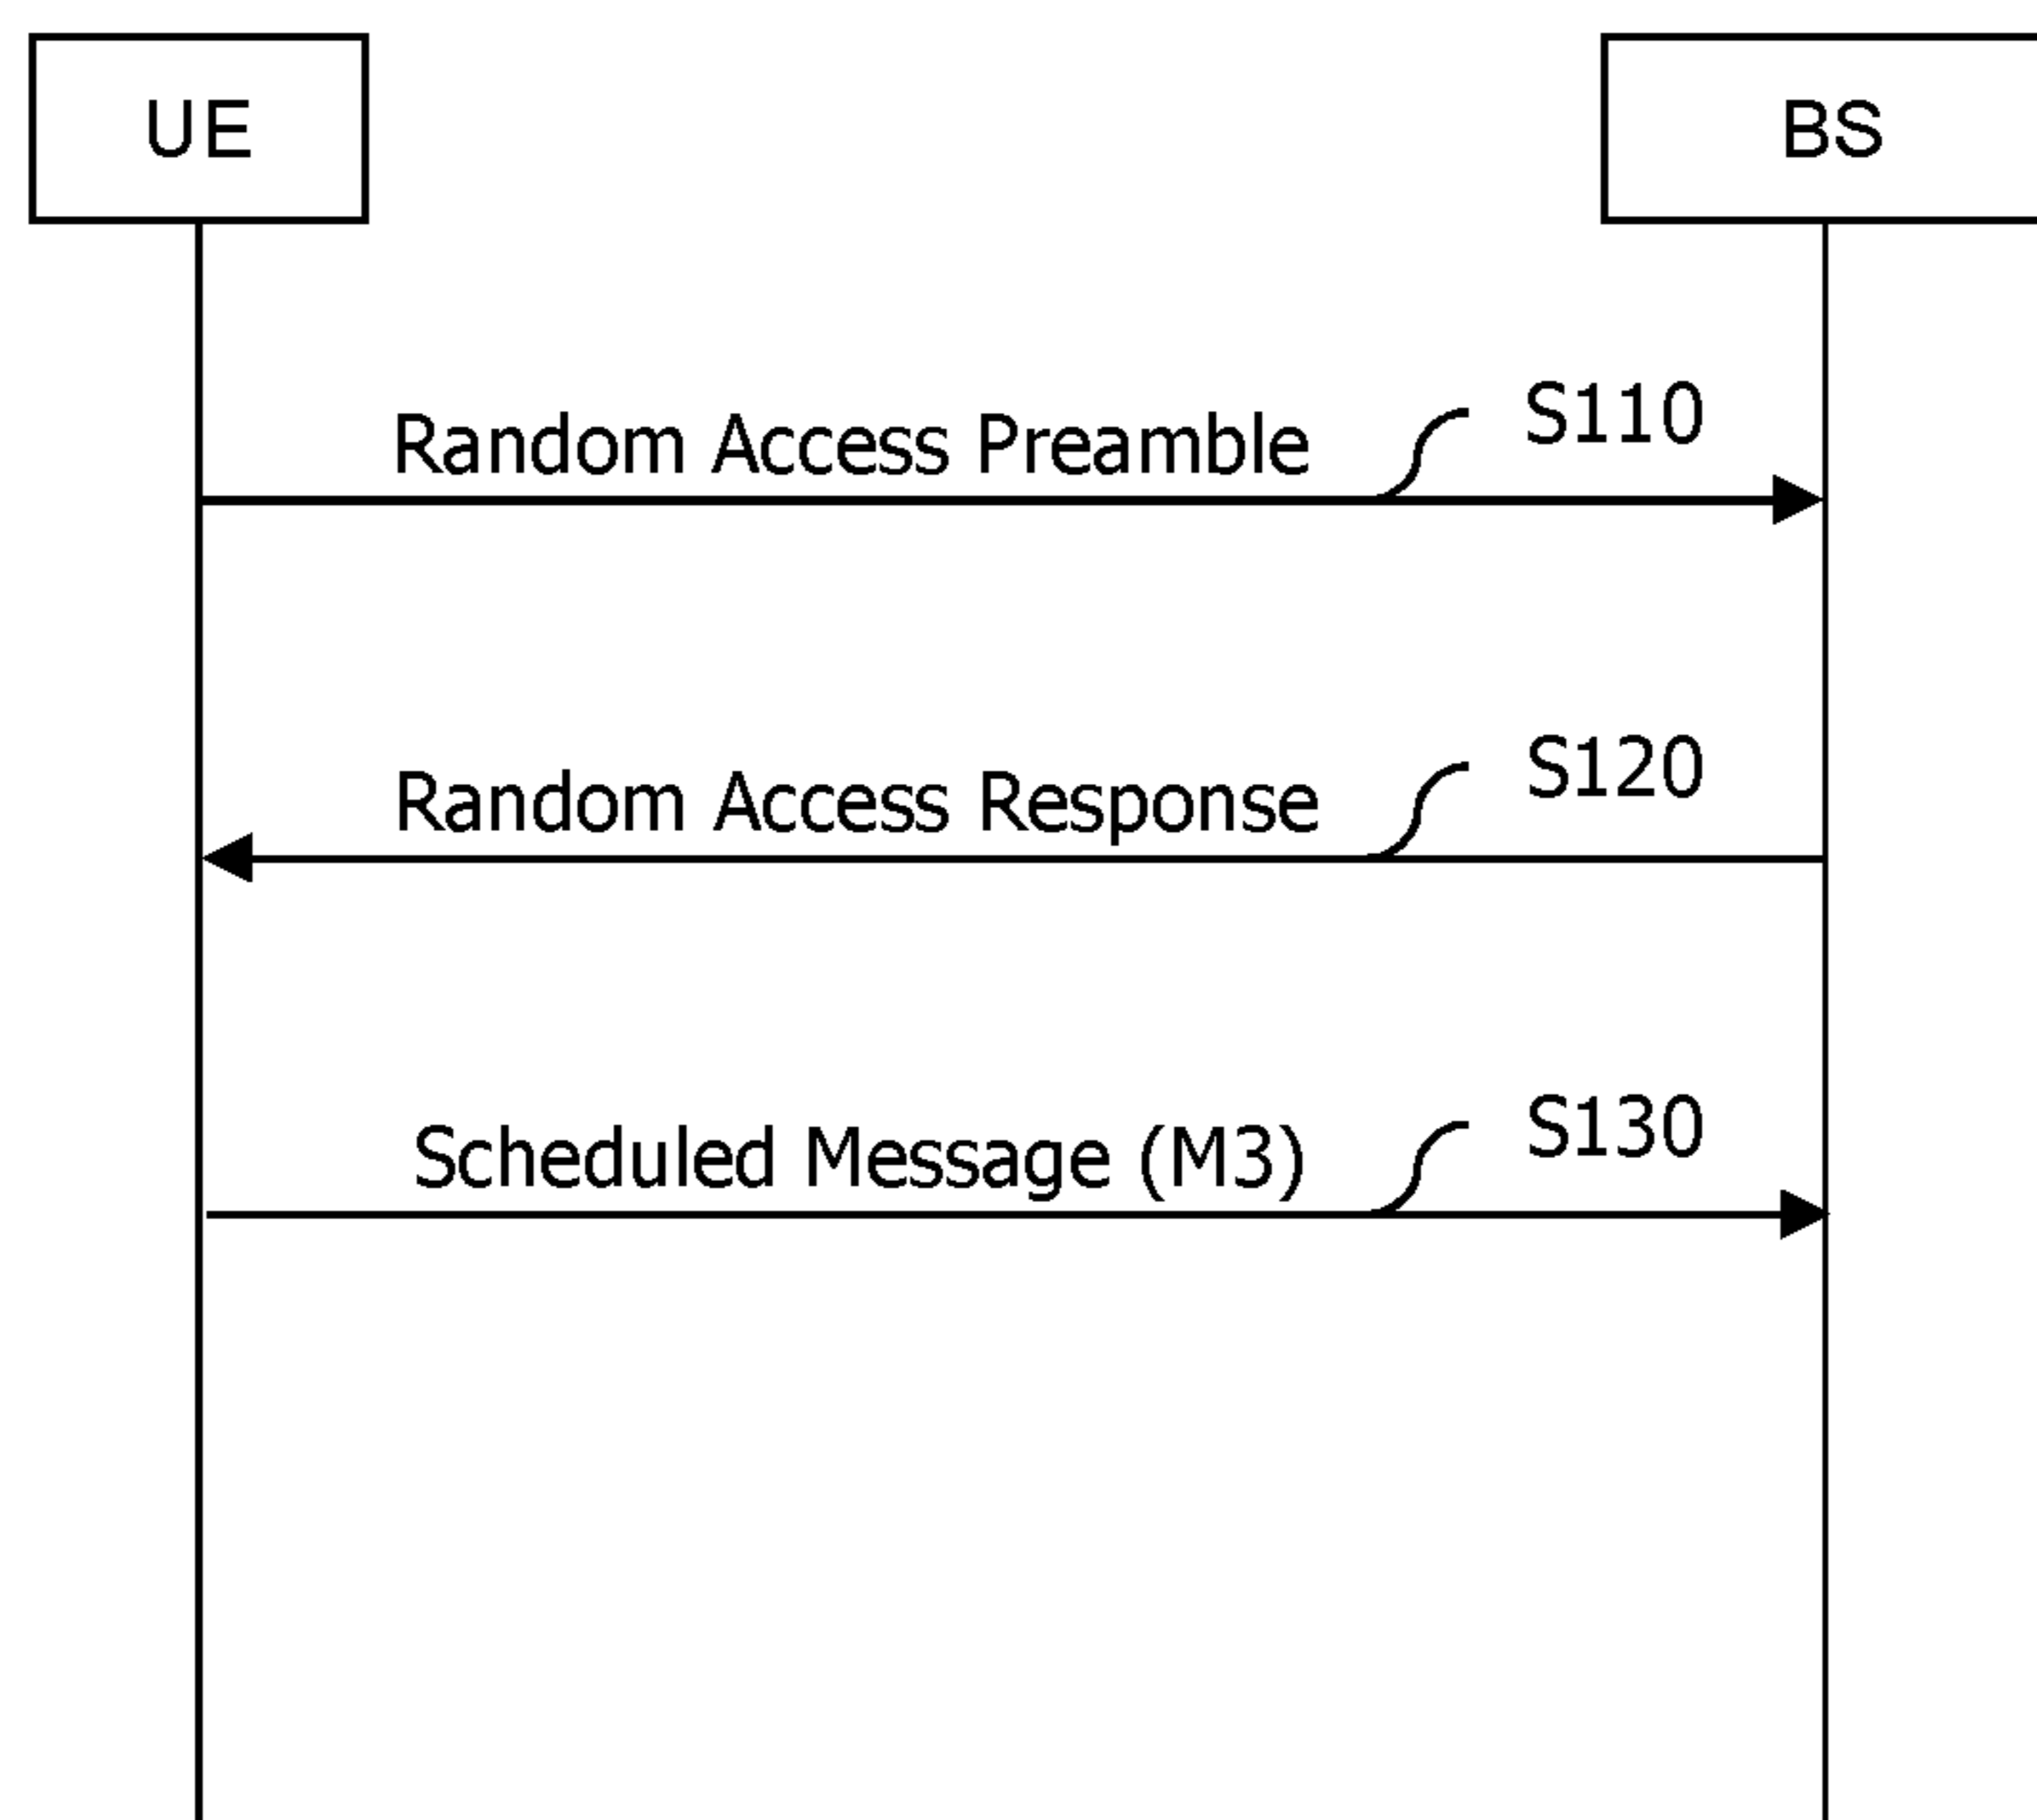 UE
BS
Random Access Preamble
S110
Random Access Response
S120
Scheduled Message (M3)
S130